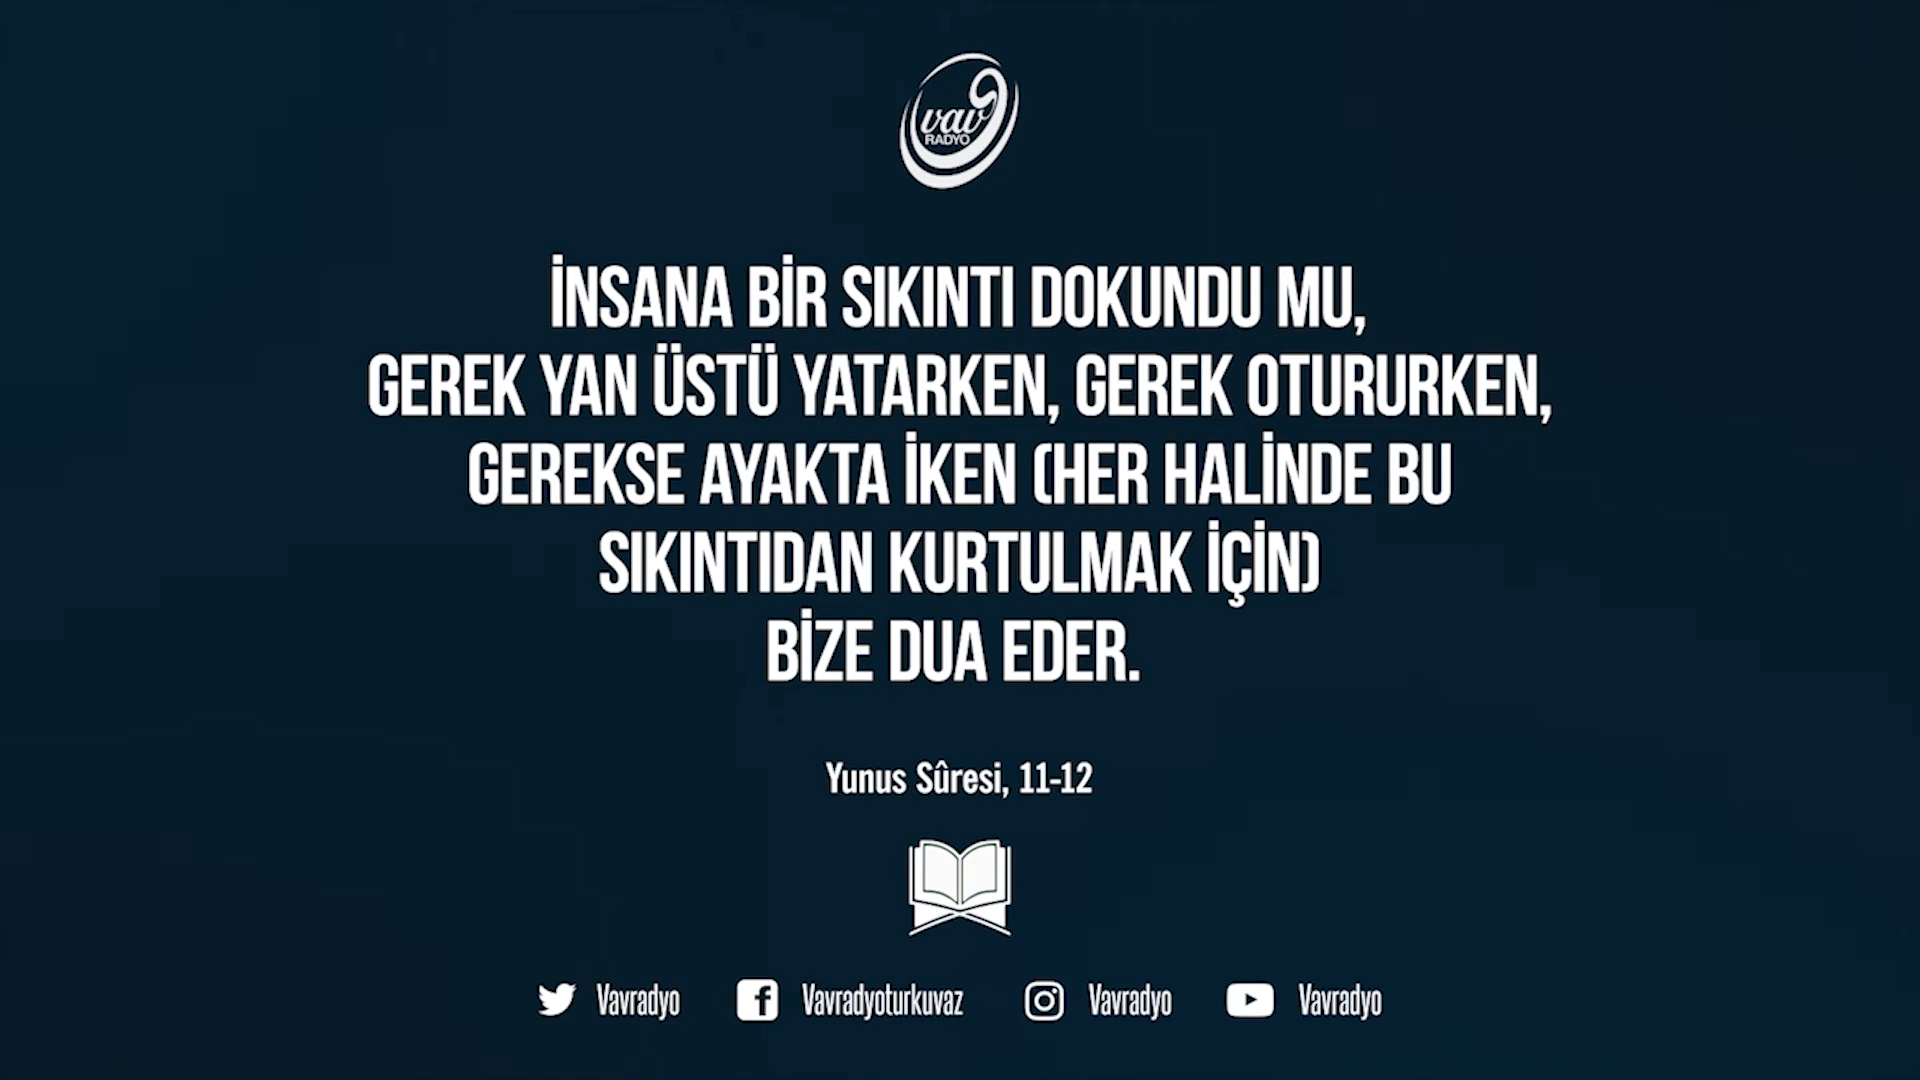 vav
RADYO
İNSANA BİR SIKINTI DOKUNDU MU,
GEREK YAN ÜSTÜ YATARKEN, GEREK OTURURKEN,
GEREKSE AYAKTA İKEN (HER HALİNDE BU
SIKINTIDAN KURTULMAK İÇİN)
BİZE DUA EDER.
Yunus Sûresi, 11-12
Vavradyo Vavradyoturkuvaz Vavradyo Vavradyo